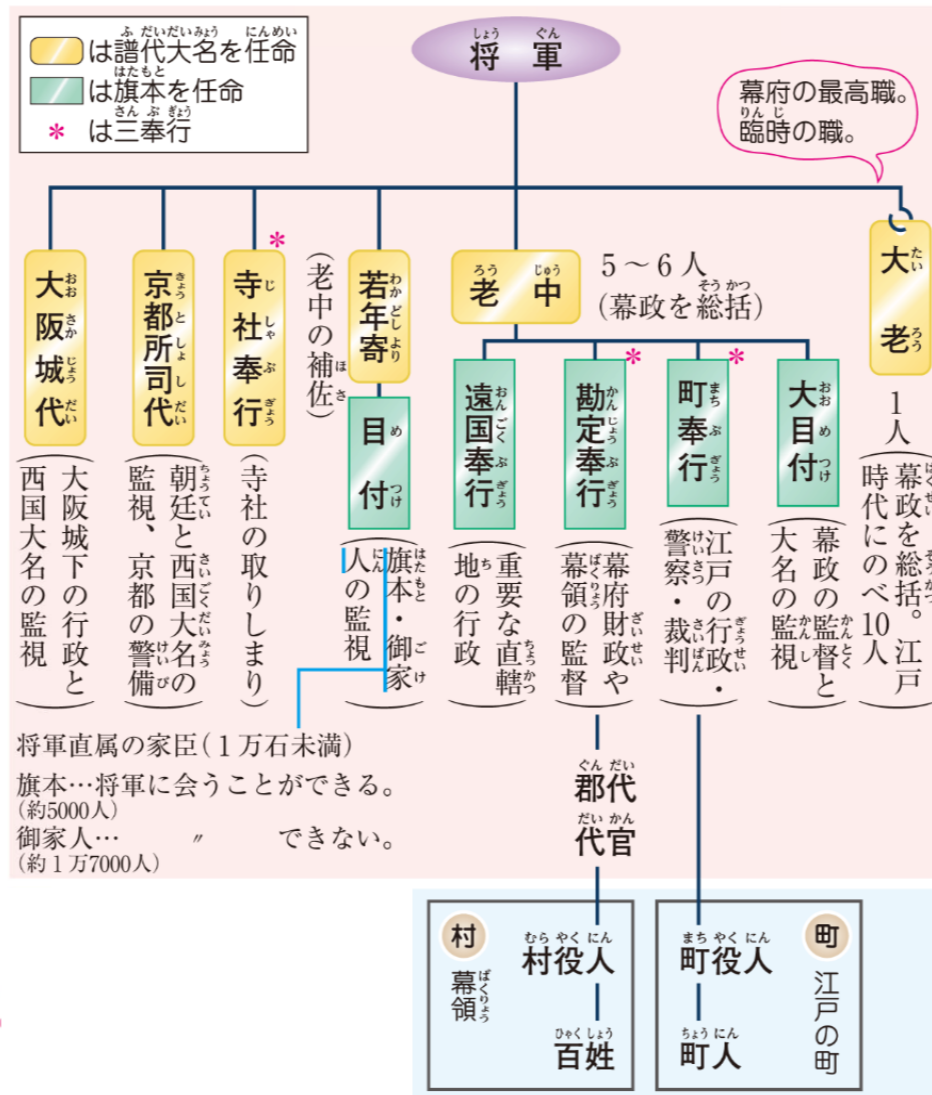 は譜代大名を任命
は旗本を任命
* は三奉行
将軍
幕府の最高職。
臨時の職。
大老
1人
(幕政を総括。江戸
時代にのべ10人)
老中
5～6人
(幕政を総括)
大目付
(幕政の監督と
大名の監視)
*
町奉行
(江戸の行政・
警察・裁判)
*
勘定奉行
(幕府財政や
幕領の監督)
遠国奉行
(重要な直轄
地の行政)
若年寄
(老中の補佐)
目付
(旗本・御家
人の監視)
*
寺社奉行
(寺社の取りしまり)
京都所司代
(朝廷と西国大名の
監視、京都の警備)
大阪城代
(大阪城下の行政と
西国大名の監視)
将軍直属の家臣(1万石未満)
旗本…将軍に会うことができる。
(約5000人)
御家人… 〃 できない。
(約1万7000人)
郡代
代官
町
江戸の町
町役人
町人
村
幕領
村役人
百姓